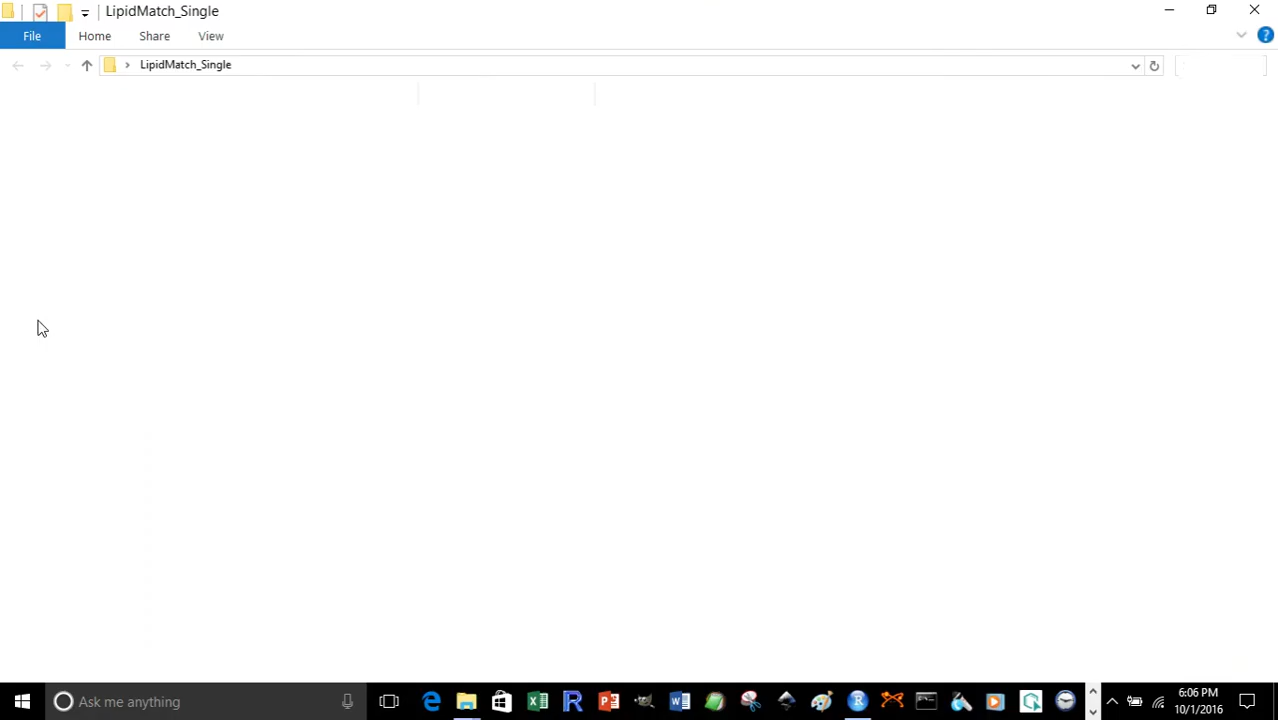 LipidMatch_Single
File Home Share View
LipidMatch_Single
Ask me anything
6:06 PM
10/1/2016